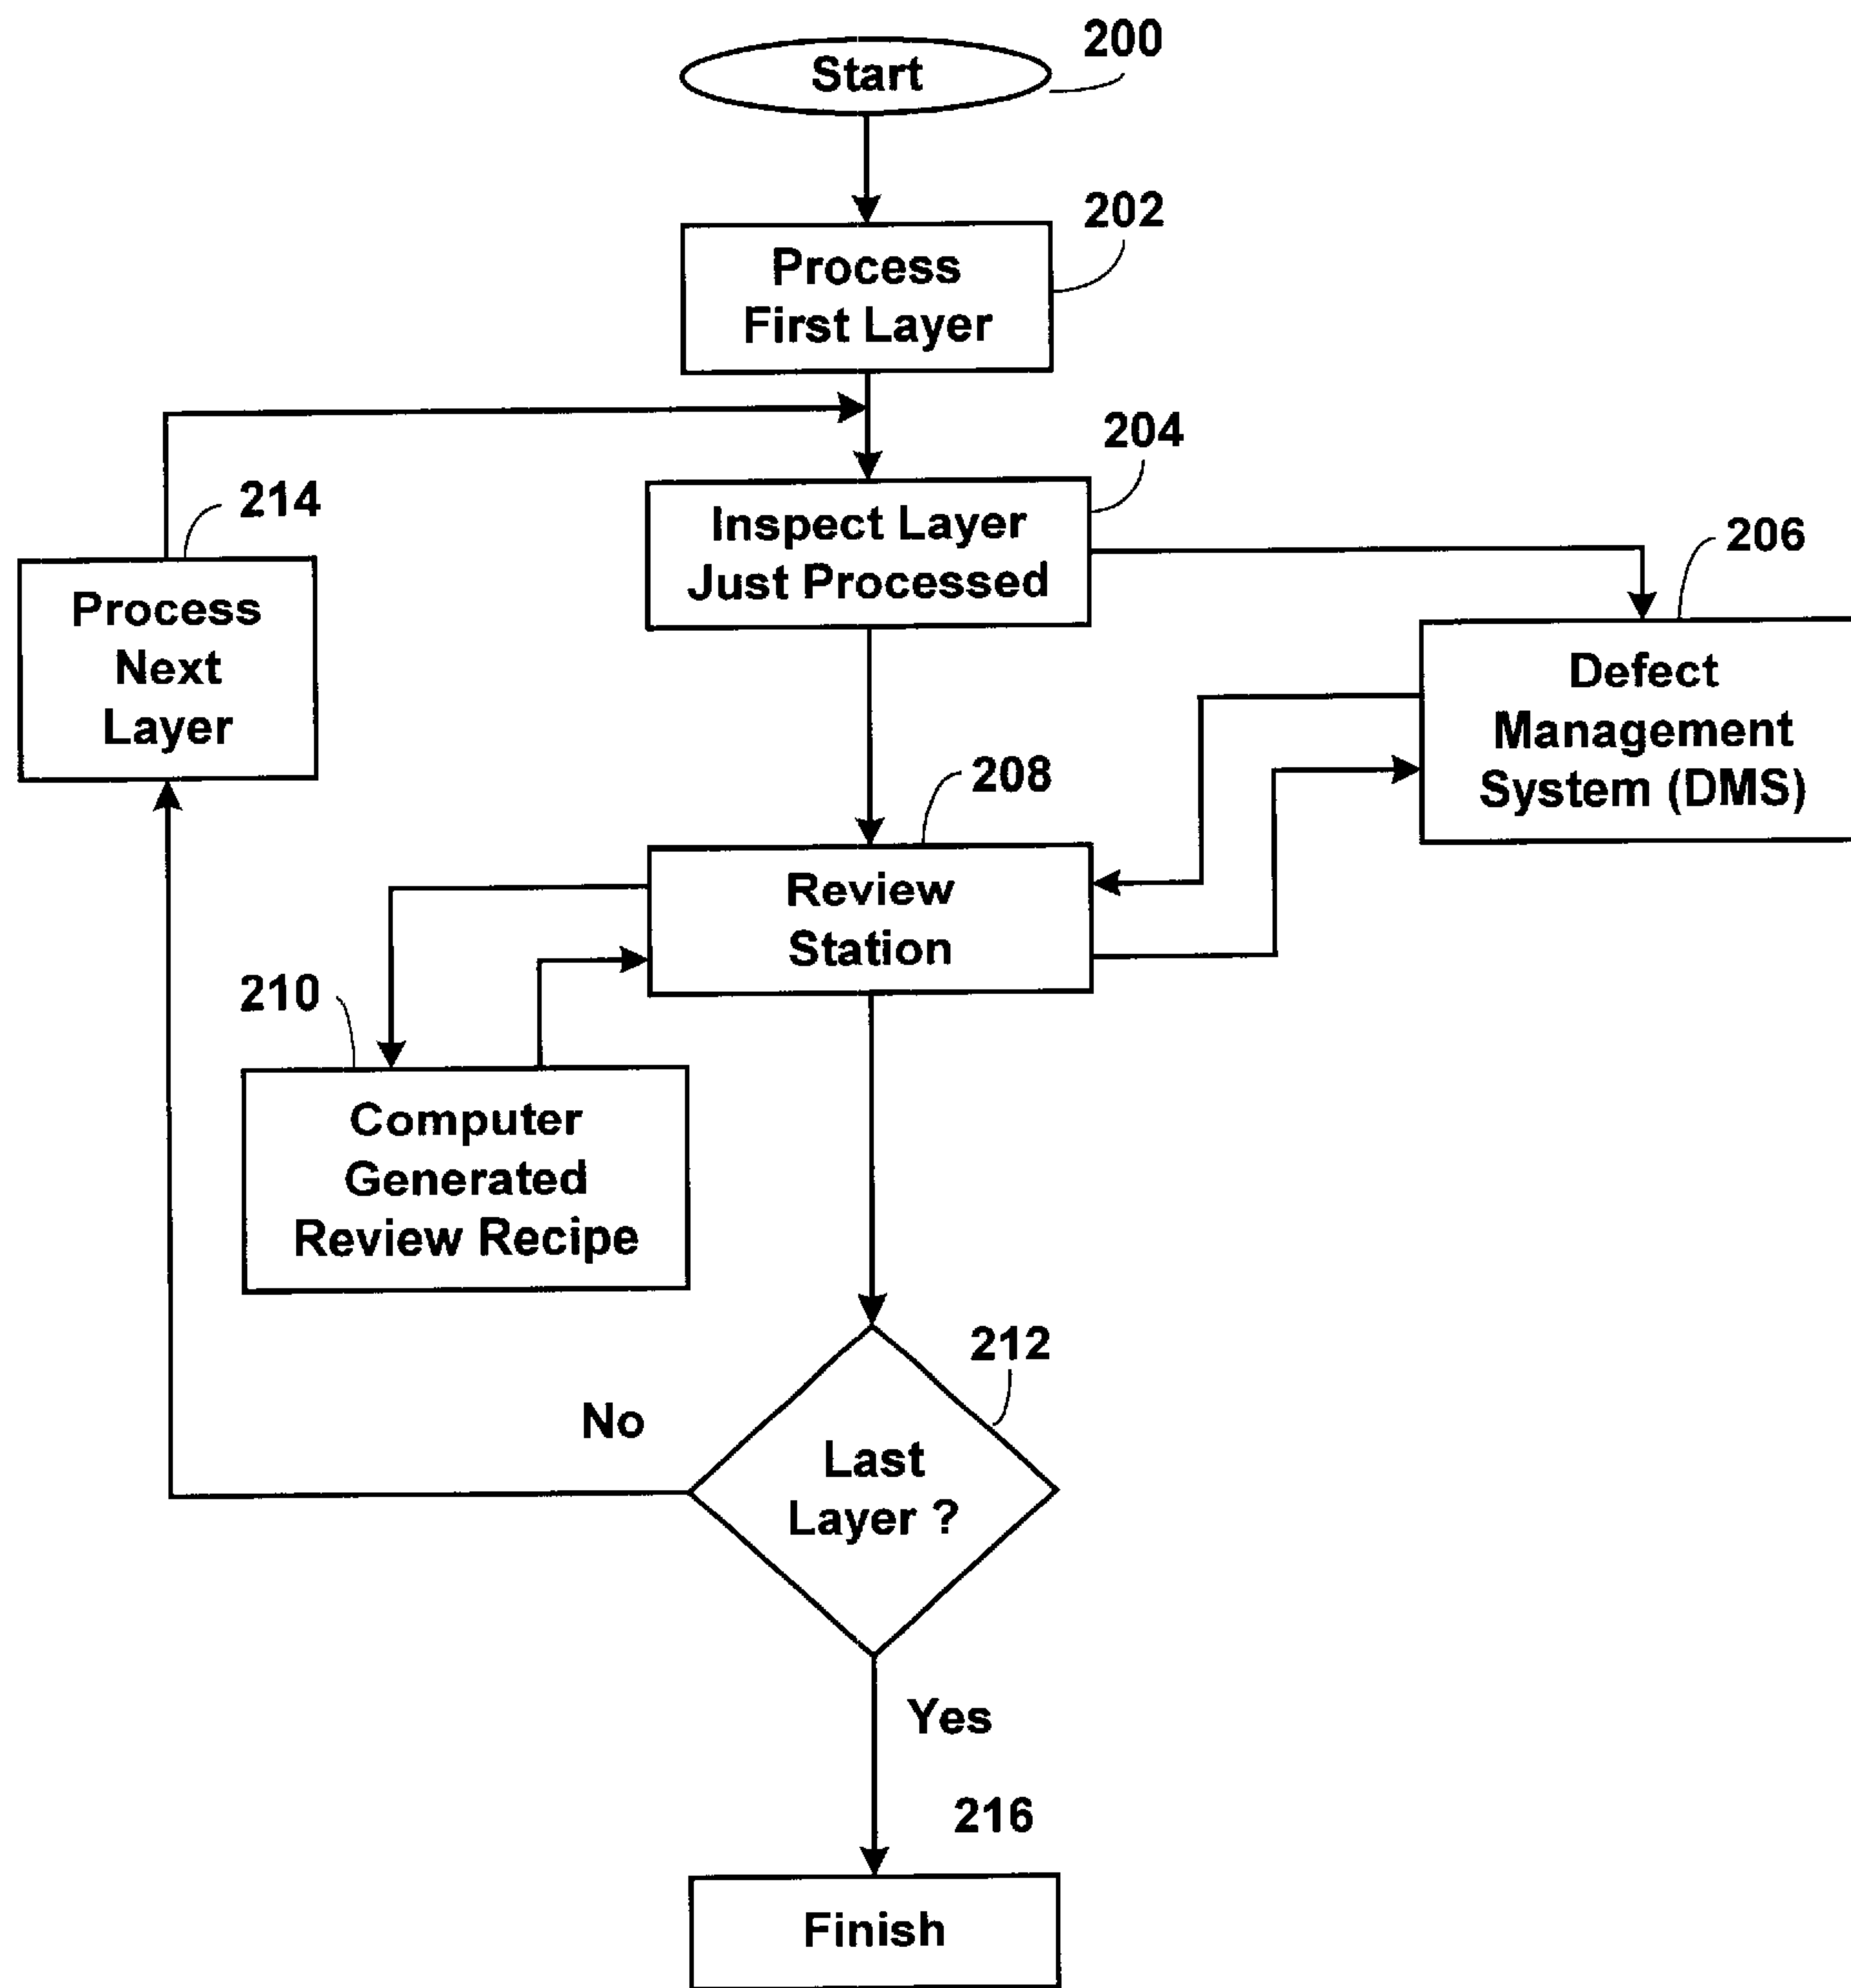 Start
200
Process
First Layer
202
Inspect Layer
Just Processed
204
214
Process
Next
Layer
206
Defect
Management
System (DMS)
208
Review
Station
210
Computer
Generated
Review Recipe
212
Last
Layer ?
No
Yes
216
Finish